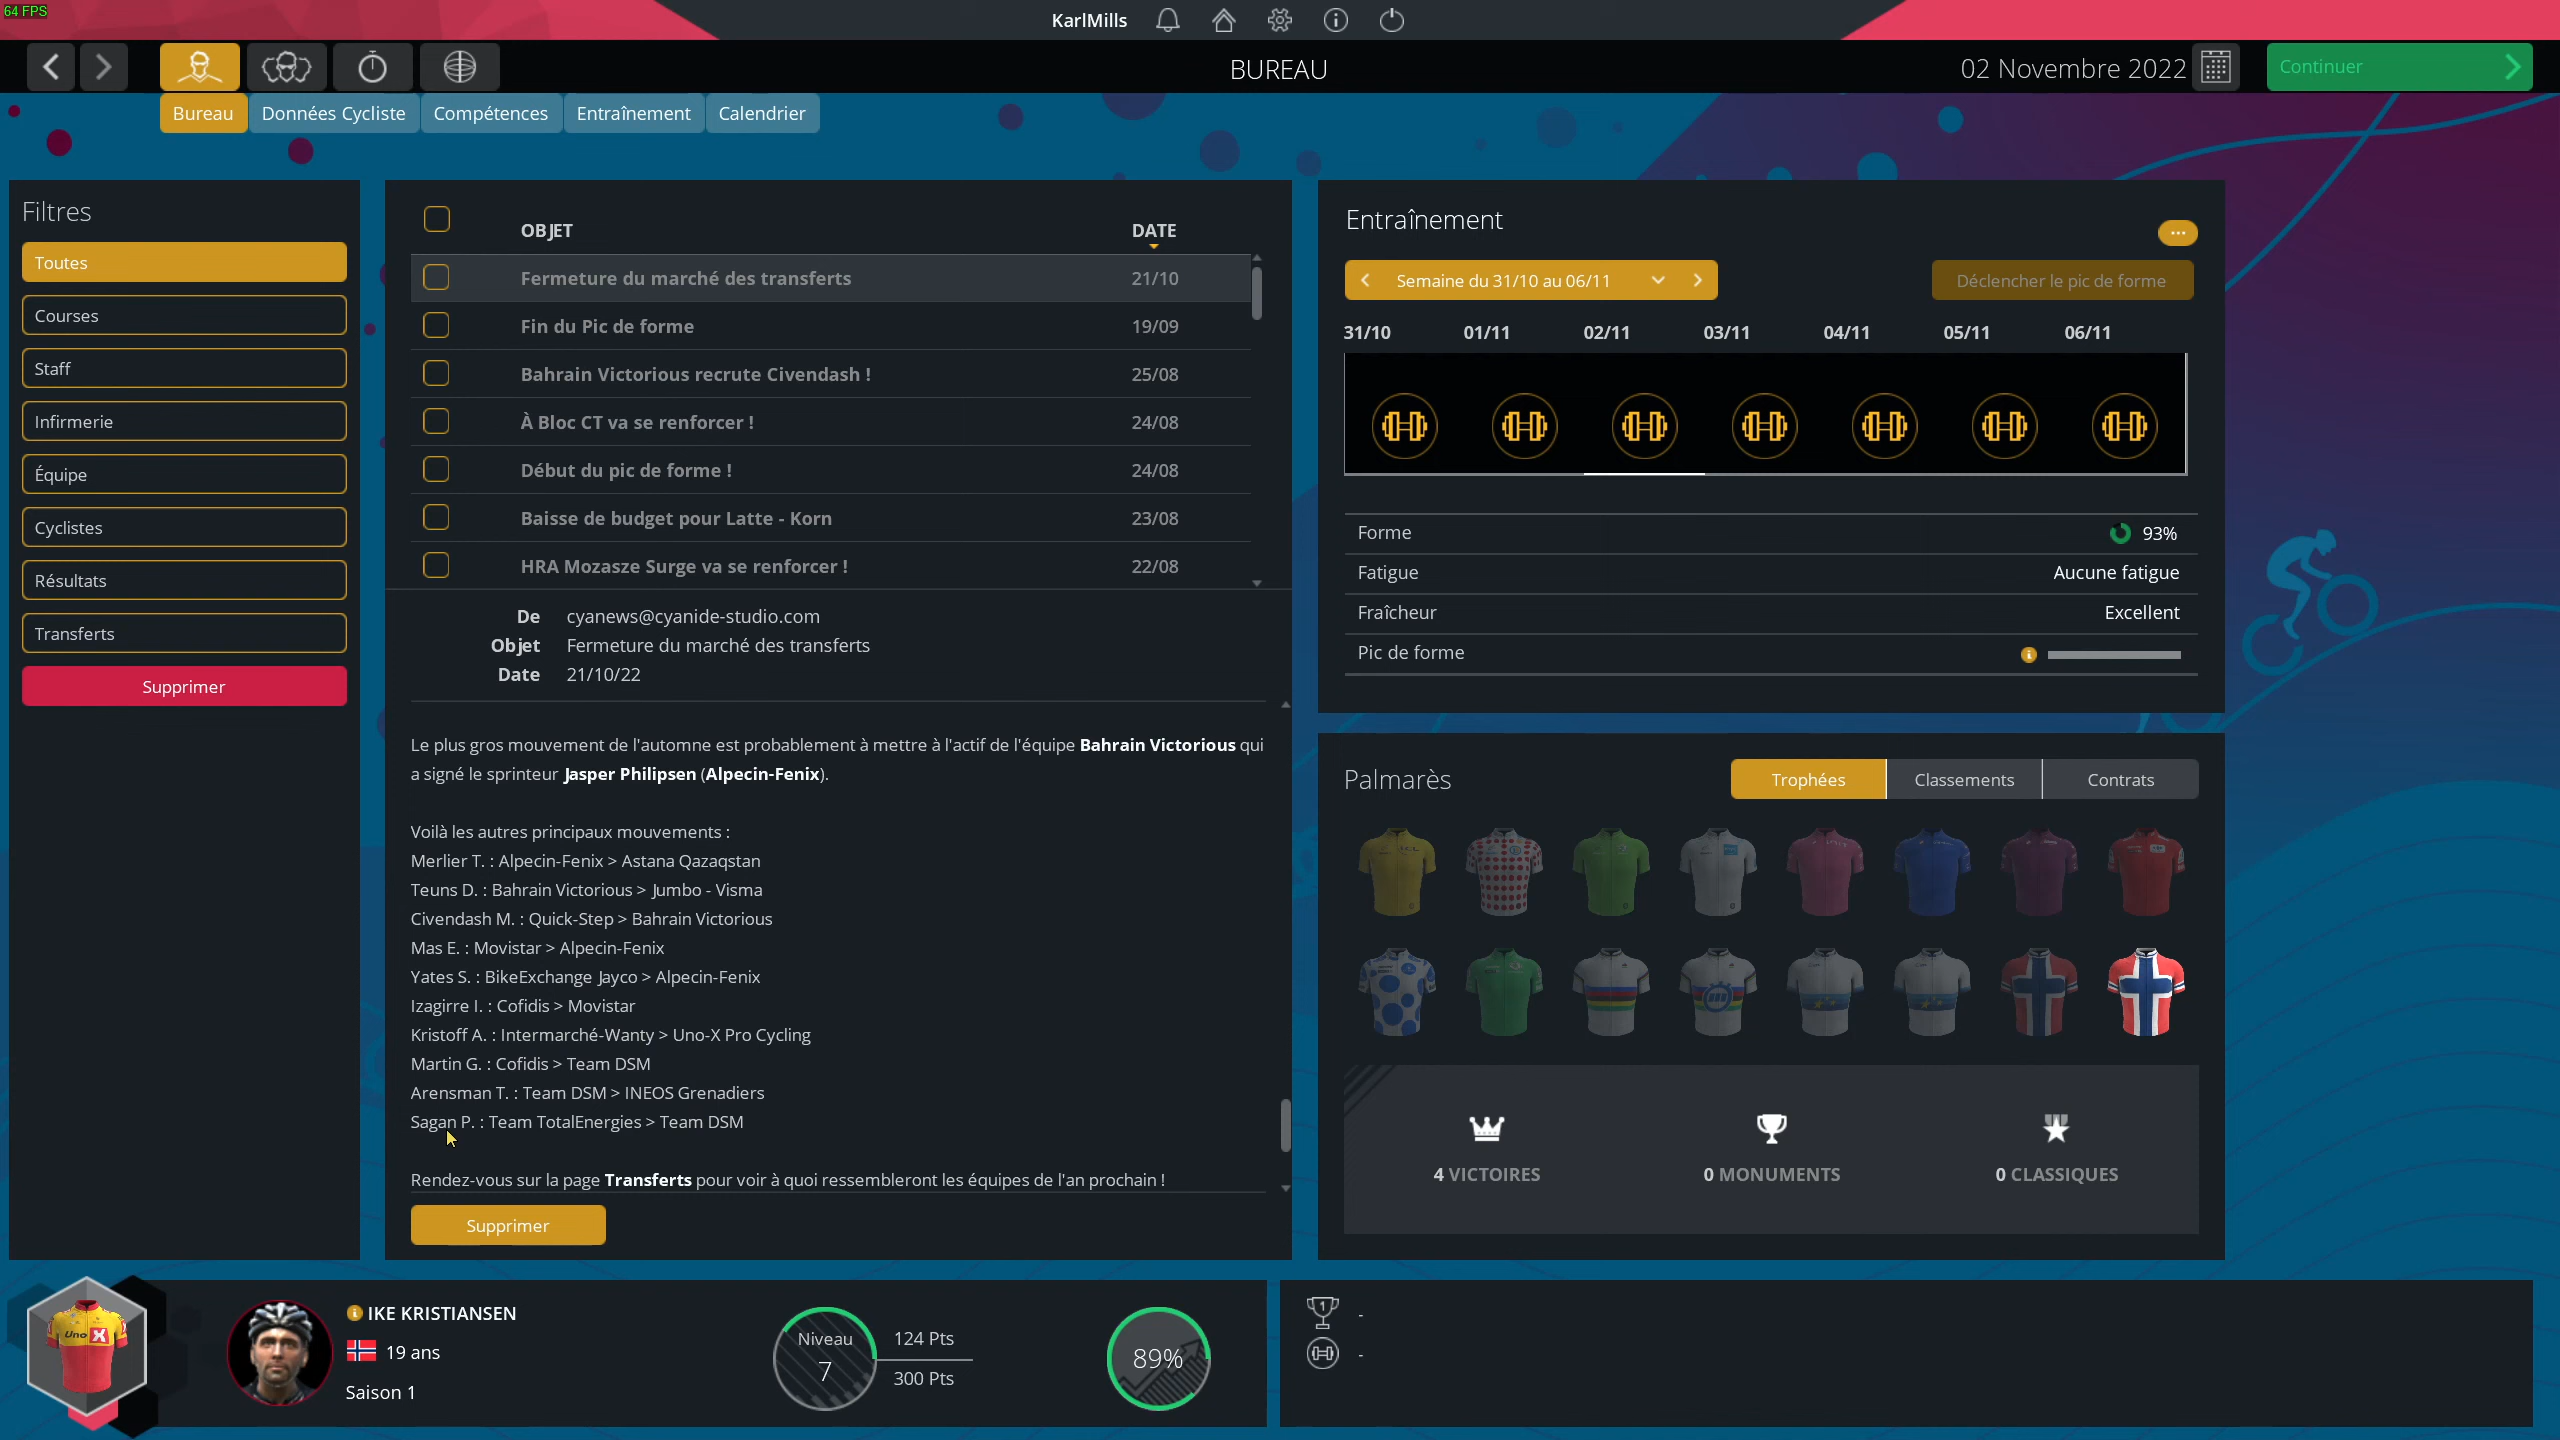 64 FPS
KarlMills
BUREAU
02 Novembre 2022
Continuer
Bureau
Données Cycliste
Compétences
Entraînement
Calendrier
Filtres
Toutes
Courses
Staff
Infirmerie
Équipe
Cyclistes
Résultats
Transferts
Supprimer
OBJET DATE
Fermeture du marché des transferts 21/10
Fin du Pic de forme 19/09
Bahrain Victorious recrute Civendash ! 25/08
À Bloc CT va se renforcer ! 24/08
Début du pic de forme ! 24/08
Baisse de budget pour Latte - Korn 23/08
HRA Mozasze Surge va se renforcer ! 22/08
De cyanews@cyanide-studio.com
Objet Fermeture du marché des transferts
Date 21/10/22
Le plus gros mouvement de l'automne est probablement à mettre à l'actif de l'équipe Bahrain Victorious qui
a signé le sprinteur Jasper Philipsen (Alpecin-Fenix).
Voilà les autres principaux mouvements :
Merlier T. : Alpecin-Fenix > Astana Qazaqstan
Teuns D. : Bahrain Victorious > Jumbo - Visma
Civendash M. : Quick-Step > Bahrain Victorious
Mas E. : Movistar > Alpecin-Fenix
Yates S. : BikeExchange Jayco > Alpecin-Fenix
Izagirre I. : Cofidis > Movistar
Kristoff A. : Intermarché-Wanty > Uno-X Pro Cycling
Martin G. : Cofidis > Team DSM
Arensman T. : Team DSM > INEOS Grenadiers
Sagan P. : Team TotalEnergies > Team DSM
Rendez-vous sur la page Transferts pour voir à quoi ressembleront les équipes de l'an prochain !
Supprimer
Entraînement
...
Semaine du 31/10 au 06/11
Déclencher le pic de forme
31/10 01/11 02/11 03/11 04/11 05/11 06/11
Forme 93%
Fatigue Aucune fatigue
Fraîcheur Excellent
Pic de forme
Palmarès
Trophées
Classements
Contrats
4 VICTOIRES
0 MONUMENTS
0 CLASSIQUES
Uno X
IKE KRISTIANSEN
19 ans
Saison 1
Niveau
7
124 Pts
300 Pts
89%
1 -
-